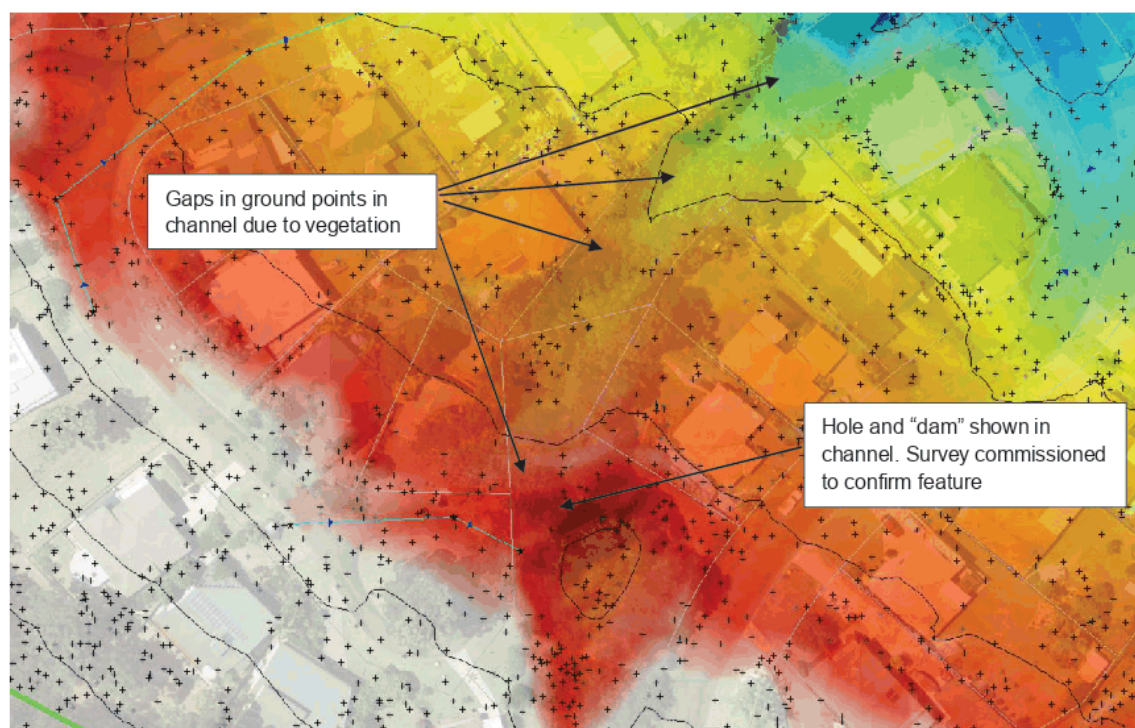 Gaps in ground points in
channel due to vegetation
Hole and “dam” shown in
channel. Survey commissioned
to confirm feature